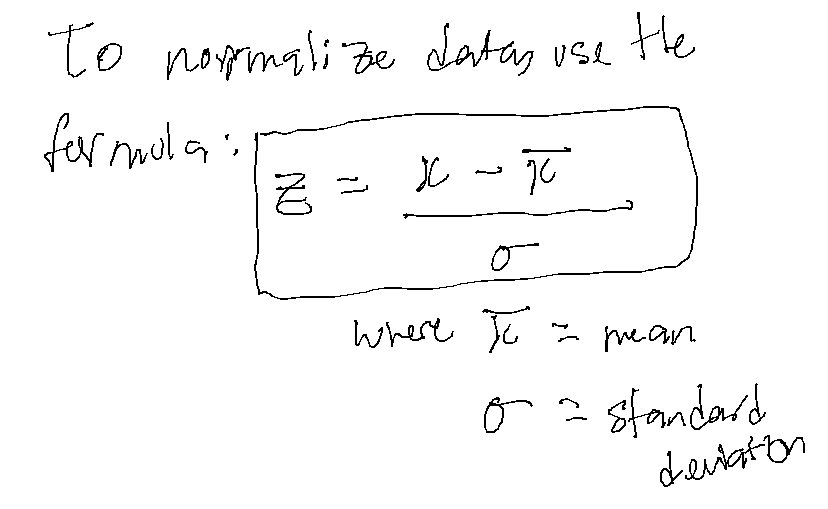 To normalize data, use the
formula:
z = (x - x̄) / σ
where x̄ = mean
σ = standard
deviation